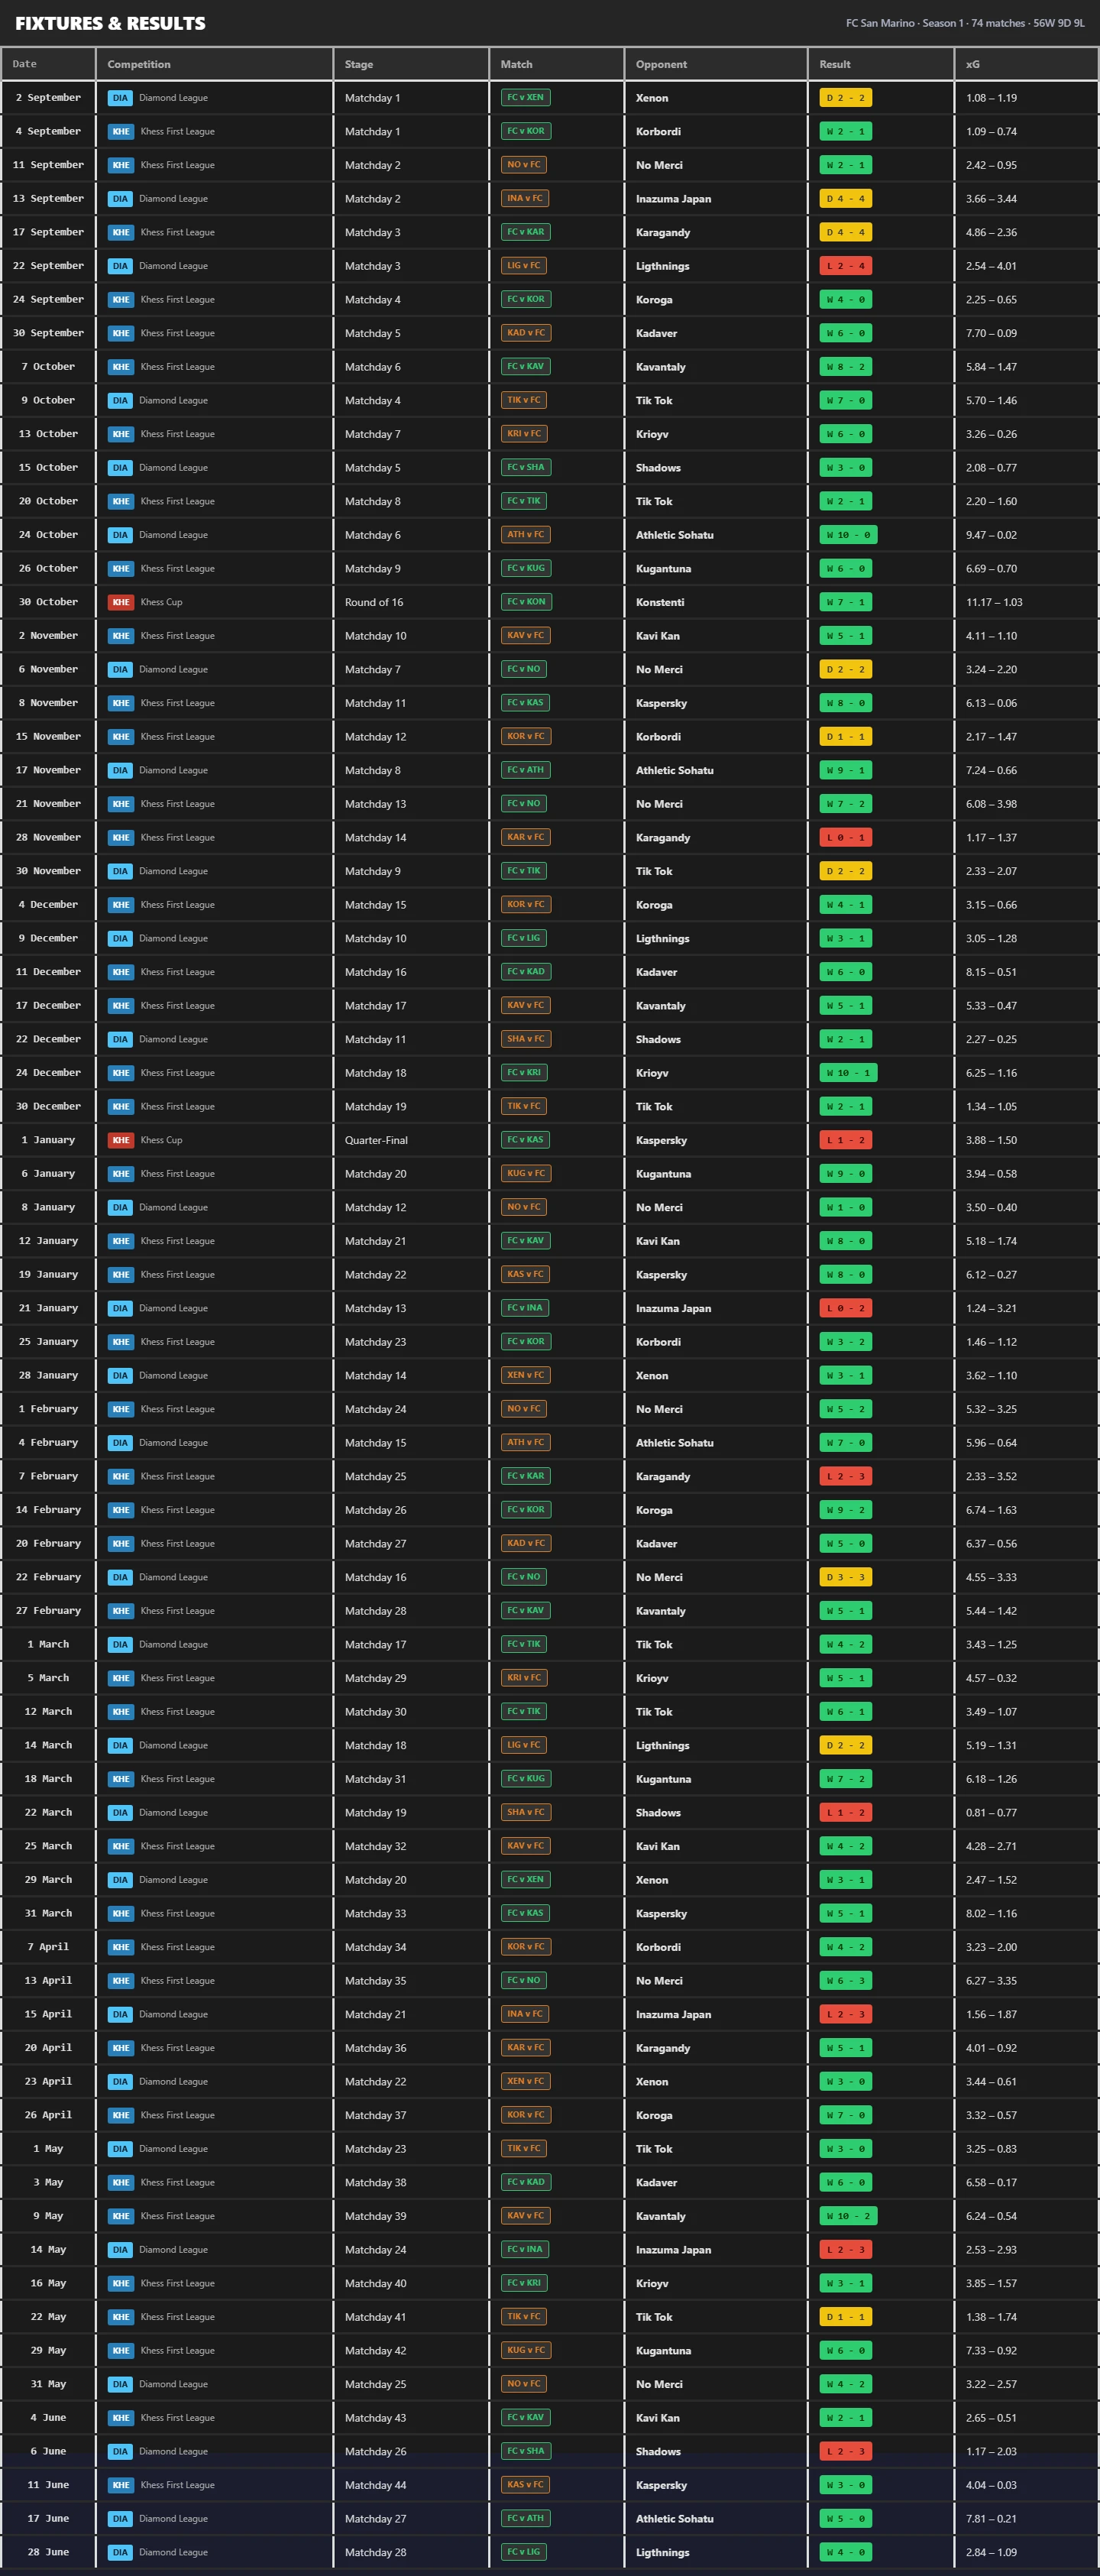 FIXTURES & RESULTS FC San Marino · Season 1 · 74 matches · 56W 9D 9L
Date Competition Stage Match Opponent Result xG
2 September DIA Diamond League Matchday 1 FC v XEN Xenon D 2 - 2 1.08 – 1.19
4 September KHE Khess First League Matchday 1 FC v KOR Korbordi W 2 - 1 1.09 – 0.74
11 September KHE Khess First League Matchday 2 NO v FC No Merci W 2 - 1 2.42 – 0.95
13 September DIA Diamond League Matchday 2 INA v FC Inazuma Japan D 4 - 4 3.66 – 3.44
17 September KHE Khess First League Matchday 3 FC v KAR Karagandy D 4 - 4 4.86 – 2.36
22 September DIA Diamond League Matchday 3 LIG v FC Ligthnings L 2 - 4 2.54 – 4.01
24 September KHE Khess First League Matchday 4 FC v KOR Koroga W 4 - 0 2.25 – 0.65
30 September KHE Khess First League Matchday 5 KAD v FC Kadaver W 6 - 0 7.70 – 0.09
7 October KHE Khess First League Matchday 6 FC v KAV Kavantaly W 8 - 2 5.84 – 1.47
9 October DIA Diamond League Matchday 4 TIK v FC Tik Tok W 7 - 0 5.70 – 1.46
13 October KHE Khess First League Matchday 7 KRI v FC Krioyv W 6 - 0 3.26 – 0.26
15 October DIA Diamond League Matchday 5 FC v SHA Shadows W 3 - 0 2.08 – 0.77
20 October KHE Khess First League Matchday 8 FC v TIK Tik Tok W 2 - 1 2.20 – 1.60
24 October DIA Diamond League Matchday 6 ATH v FC Athletic Sohatu W 10 - 0 9.47 – 0.02
26 October KHE Khess First League Matchday 9 FC v KUG Kugantuna W 6 - 0 6.69 – 0.70
30 October KHE Khess Cup Round of 16 FC v KON Konstenti W 7 - 1 11.17 – 1.03
2 November KHE Khess First League Matchday 10 KAV v FC Kavi Kan W 5 - 1 4.11 – 1.10
6 November DIA Diamond League Matchday 7 FC v NO No Merci D 2 - 2 3.24 – 2.20
8 November KHE Khess First League Matchday 11 FC v KAS Kaspersky W 8 - 0 6.13 – 0.06
15 November KHE Khess First League Matchday 12 KOR v FC Korbordi D 1 - 1 2.17 – 1.47
17 November DIA Diamond League Matchday 8 FC v ATH Athletic Sohatu W 9 - 1 7.24 – 0.66
21 November KHE Khess First League Matchday 13 FC v NO No Merci W 7 - 2 6.08 – 3.98
28 November KHE Khess First League Matchday 14 KAR v FC Karagandy L 0 - 1 1.17 – 1.37
30 November DIA Diamond League Matchday 9 FC v TIK Tik Tok D 2 - 2 2.33 – 2.07
4 December KHE Khess First League Matchday 15 KOR v FC Koroga W 4 - 1 3.15 – 0.66
9 December DIA Diamond League Matchday 10 FC v LIG Ligthnings W 3 - 1 3.05 – 1.28
11 December KHE Khess First League Matchday 16 FC v KAD Kadaver W 6 - 0 8.15 – 0.51
17 December KHE Khess First League Matchday 17 KAV v FC Kavantaly W 5 - 1 5.33 – 0.47
22 December DIA Diamond League Matchday 11 SHA v FC Shadows W 2 - 1 2.27 – 0.25
24 December KHE Khess First League Matchday 18 FC v KRI Krioyv W 10 - 1 6.25 – 1.16
30 December KHE Khess First League Matchday 19 TIK v FC Tik Tok W 2 - 1 1.34 – 1.05
1 January KHE Khess Cup Quarter-Final FC v KAS Kaspersky L 1 - 2 3.88 – 1.50
6 January KHE Khess First League Matchday 20 KUG v FC Kugantuna W 9 - 0 3.94 – 0.58
8 January DIA Diamond League Matchday 12 NO v FC No Merci W 1 - 0 3.50 – 0.40
12 January KHE Khess First League Matchday 21 FC v KAV Kavi Kan W 8 - 0 5.18 – 1.74
19 January KHE Khess First League Matchday 22 KAS v FC Kaspersky W 8 - 0 6.12 – 0.27
21 January DIA Diamond League Matchday 13 FC v INA Inazuma Japan L 0 - 2 1.24 – 3.21
25 January KHE Khess First League Matchday 23 FC v KOR Korbordi W 3 - 2 1.46 – 1.12
28 January DIA Diamond League Matchday 14 XEN v FC Xenon W 3 - 1 3.62 – 1.10
1 February KHE Khess First League Matchday 24 NO v FC No Merci W 5 - 2 5.32 – 3.25
4 February DIA Diamond League Matchday 15 ATH v FC Athletic Sohatu W 7 - 0 5.96 – 0.64
7 February KHE Khess First League Matchday 25 FC v KAR Karagandy L 2 - 3 2.33 – 3.52
14 February KHE Khess First League Matchday 26 FC v KOR Koroga W 9 - 2 6.74 – 1.63
20 February KHE Khess First League Matchday 27 KAD v FC Kadaver W 5 - 0 6.37 – 0.56
22 February DIA Diamond League Matchday 16 FC v NO No Merci D 3 - 3 4.55 – 3.33
27 February KHE Khess First League Matchday 28 FC v KAV Kavantaly W 5 - 1 5.44 – 1.42
1 March DIA Diamond League Matchday 17 FC v TIK Tik Tok W 4 - 2 3.43 – 1.25
5 March KHE Khess First League Matchday 29 KRI v FC Krioyv W 5 - 1 4.57 – 0.32
12 March KHE Khess First League Matchday 30 FC v TIK Tik Tok W 6 - 1 3.49 – 1.07
14 March DIA Diamond League Matchday 18 LIG v FC Ligthnings D 2 - 2 5.19 – 1.31
18 March KHE Khess First League Matchday 31 FC v KUG Kugantuna W 7 - 2 6.18 – 1.26
22 March DIA Diamond League Matchday 19 SHA v FC Shadows L 1 - 2 0.81 – 0.77
25 March KHE Khess First League Matchday 32 KAV v FC Kavi Kan W 4 - 2 4.28 – 2.71
29 March DIA Diamond League Matchday 20 FC v XEN Xenon W 3 - 1 2.47 – 1.52
31 March KHE Khess First League Matchday 33 FC v KAS Kaspersky W 5 - 1 8.02 – 1.16
7 April KHE Khess First League Matchday 34 KOR v FC Korbordi W 4 - 2 3.23 – 2.00
13 April KHE Khess First League Matchday 35 FC v NO No Merci W 6 - 3 6.27 – 3.35
15 April DIA Diamond League Matchday 21 INA v FC Inazuma Japan L 2 - 3 1.56 – 1.87
20 April KHE Khess First League Matchday 36 KAR v FC Karagandy W 5 - 1 4.01 – 0.92
23 April DIA Diamond League Matchday 22 XEN v FC Xenon W 3 - 0 3.44 – 0.61
26 April KHE Khess First League Matchday 37 KOR v FC Koroga W 7 - 0 3.32 – 0.57
1 May DIA Diamond League Matchday 23 TIK v FC Tik Tok W 3 - 0 3.25 – 0.83
3 May KHE Khess First League Matchday 38 FC v KAD Kadaver W 6 - 0 6.58 – 0.17
9 May KHE Khess First League Matchday 39 KAV v FC Kavantaly W 10 - 2 6.24 – 0.54
14 May DIA Diamond League Matchday 24 FC v INA Inazuma Japan L 2 - 3 2.53 – 2.93
16 May KHE Khess First League Matchday 40 FC v KRI Krioyv W 3 - 1 3.85 – 1.57
22 May KHE Khess First League Matchday 41 TIK v FC Tik Tok D 1 - 1 1.38 – 1.74
29 May KHE Khess First League Matchday 42 KUG v FC Kugantuna W 6 - 0 7.33 – 0.92
31 May DIA Diamond League Matchday 25 NO v FC No Merci W 4 - 2 3.22 – 2.57
4 June KHE Khess First League Matchday 43 FC v KAV Kavi Kan W 2 - 1 2.65 – 0.51
6 June DIA Diamond League Matchday 26 FC v SHA Shadows L 2 - 3 1.17 – 2.03
11 June KHE Khess First League Matchday 44 KAS v FC Kaspersky W 3 - 0 4.04 – 0.03
17 June DIA Diamond League Matchday 27 FC v ATH Athletic Sohatu W 5 - 0 7.81 – 0.21
28 June DIA Diamond League Matchday 28 FC v LIG Ligthnings W 4 - 0 2.84 – 1.09